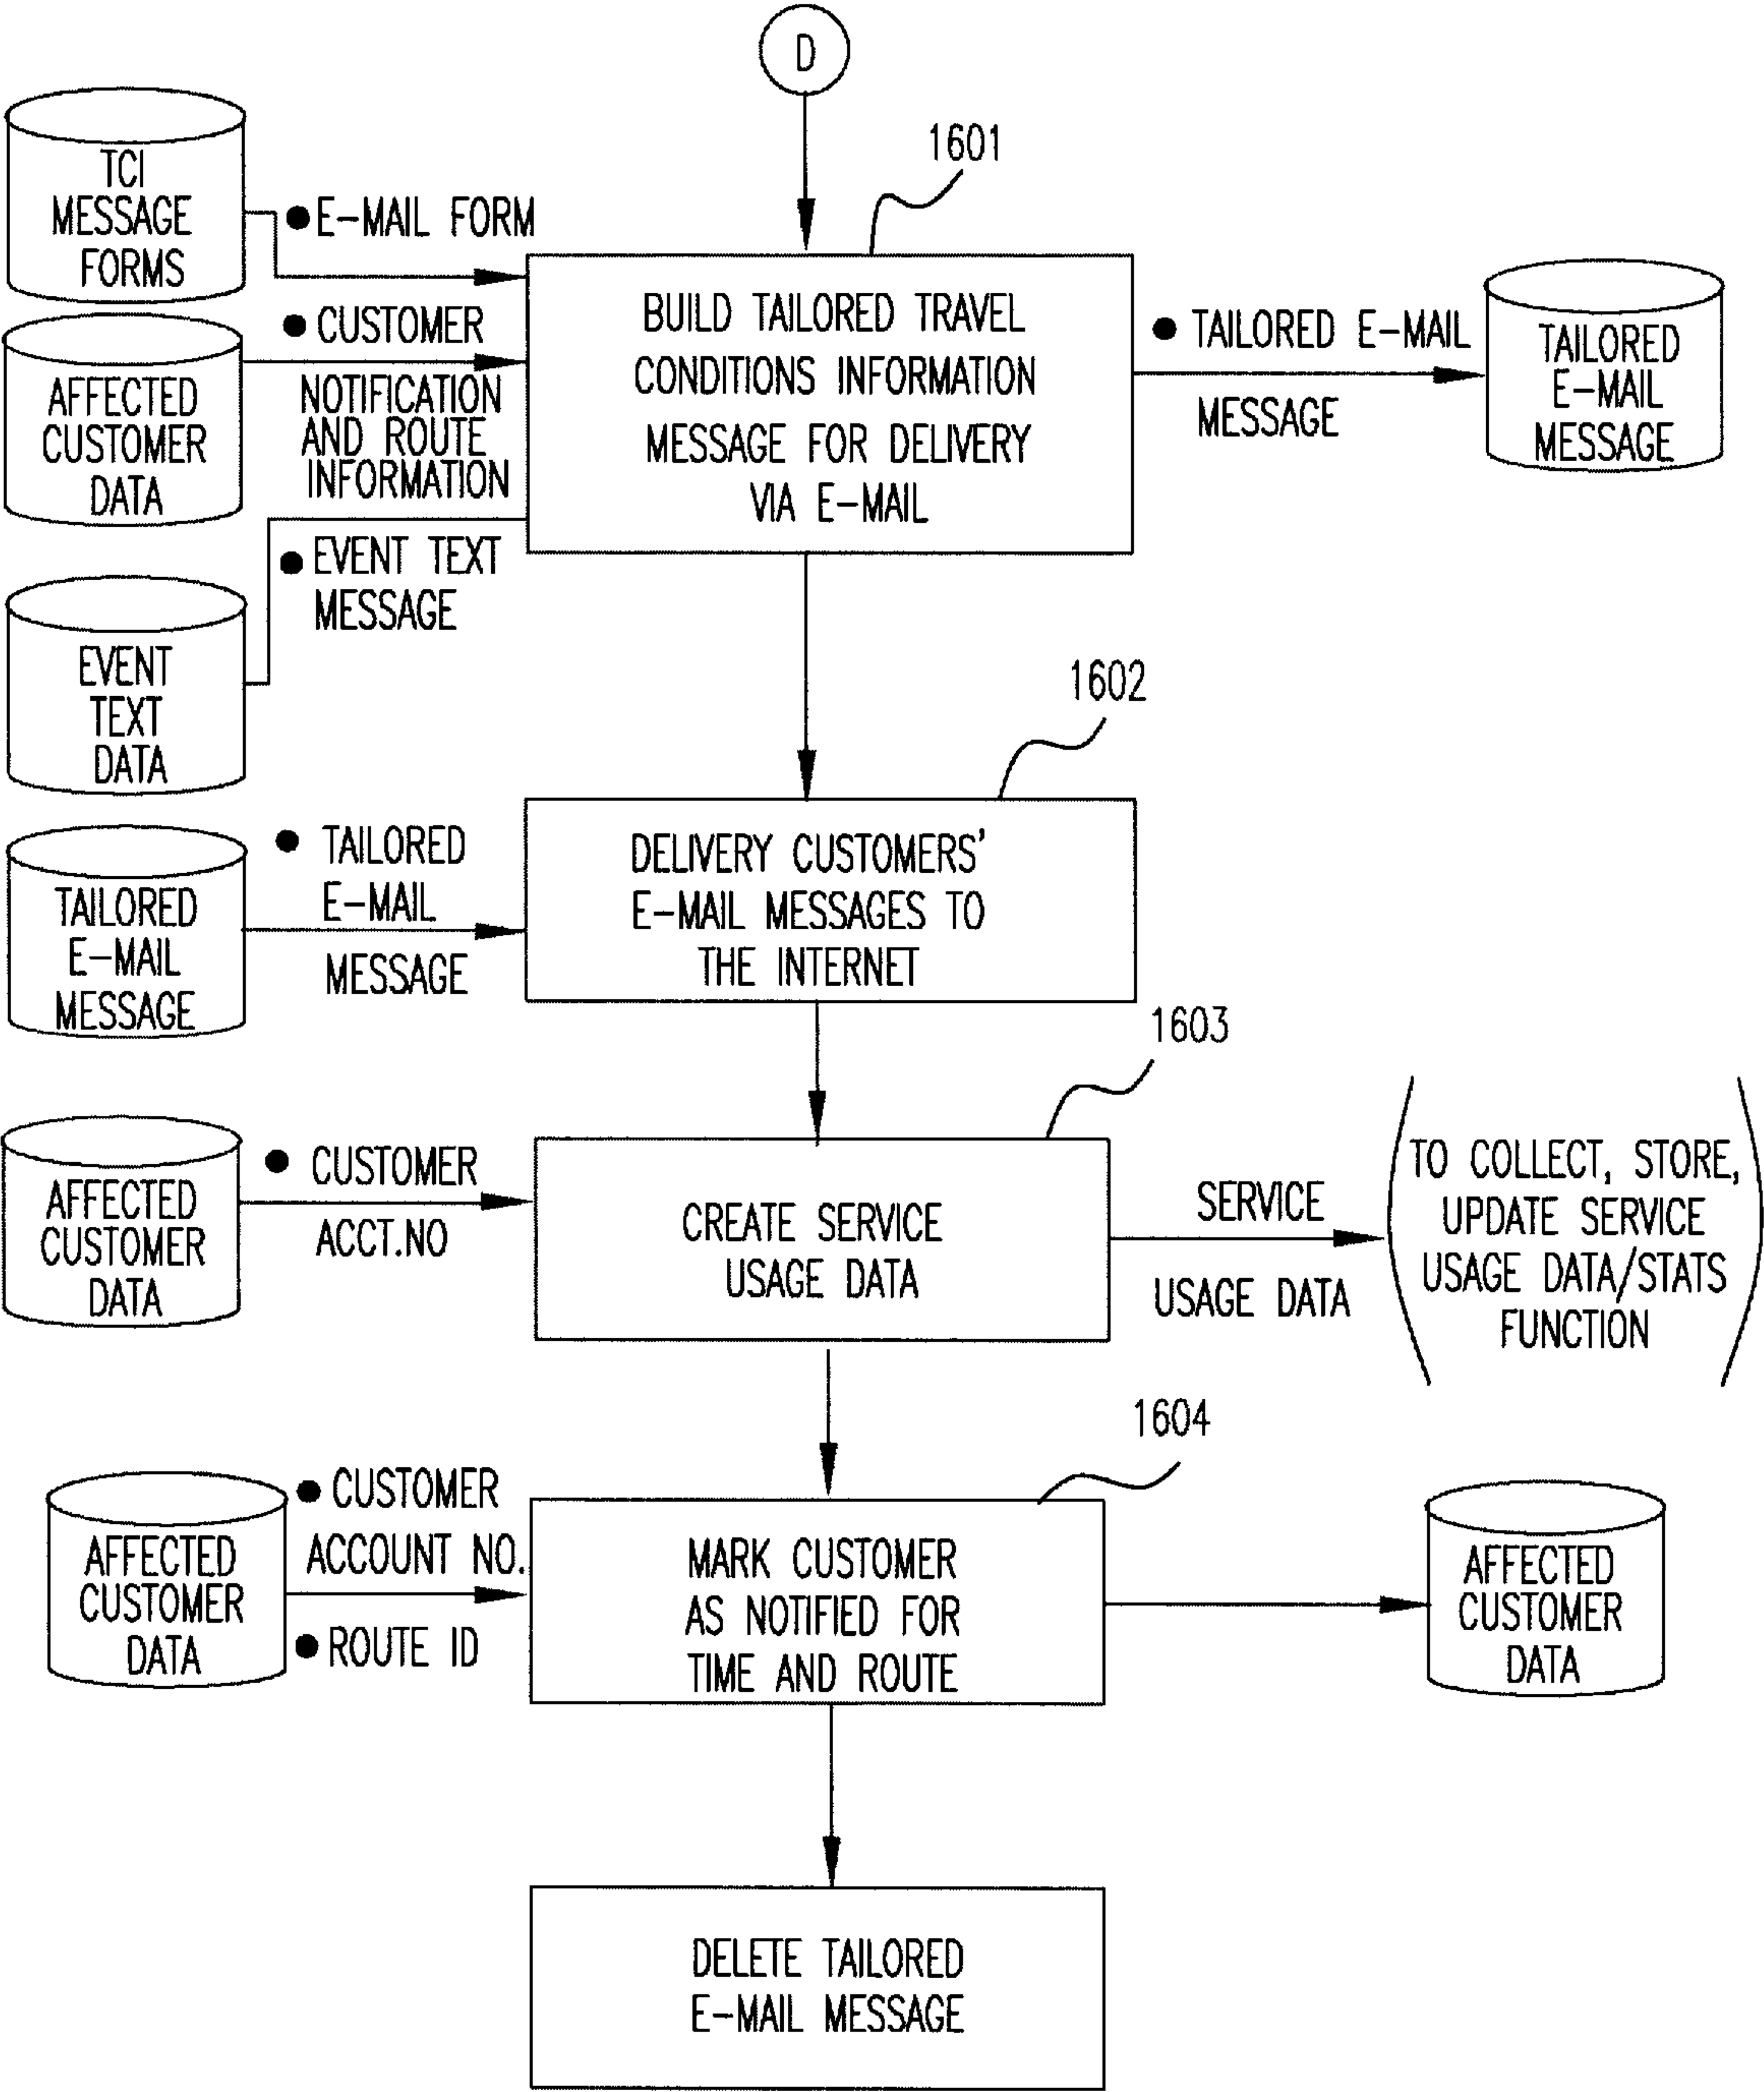 D
1601
TCI
MESSAGE
FORMS
● E-MAIL FORM
AFFECTED
CUSTOMER
DATA
● CUSTOMER
NOTIFICATION
AND ROUTE
INFORMATION
EVENT
TEXT
DATA
● EVENT TEXT
MESSAGE
BUILD TAILORED TRAVEL
CONDITIONS INFORMATION
MESSAGE FOR DELIVERY
VIA E-MAIL
● TAILORED E-MAIL
MESSAGE
TAILORED
E-MAIL
MESSAGE
1602
TAILORED
E-MAIL
MESSAGE
● TAILORED
E-MAIL
MESSAGE
DELIVERY CUSTOMERS'
E-MAIL MESSAGES TO
THE INTERNET
1603
AFFECTED
CUSTOMER
DATA
● CUSTOMER
ACCT.NO
CREATE SERVICE
USAGE DATA
SERVICE
USAGE DATA
TO COLLECT, STORE,
UPDATE SERVICE
USAGE DATA/STATS
FUNCTION
1604
AFFECTED
CUSTOMER
DATA
● CUSTOMER
ACCOUNT NO.
● ROUTE ID
MARK CUSTOMER
AS NOTIFIED FOR
TIME AND ROUTE
AFFECTED
CUSTOMER
DATA
DELETE TAILORED
E-MAIL MESSAGE